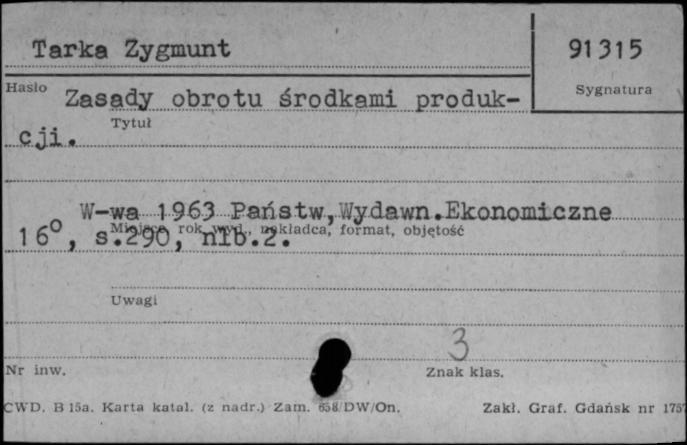 Tarka Zygmunt
91315
Hasło
Sygnatura
Zasady obrotu środkami produk-
Tytuł
cji.
W-wa 1963 Państw,Wydawn.Ekonomiczne
Miejsce, rok wyd., nakładca, format, objętość
16°, s.290, nlb.2.
Uwagi
3
Nr inw.
Znak klas.
CWD. B 15a. Karta katal. (z nadr.) Zam. 658/DW/On.
Zakł. Graf. Gdańsk nr 1757